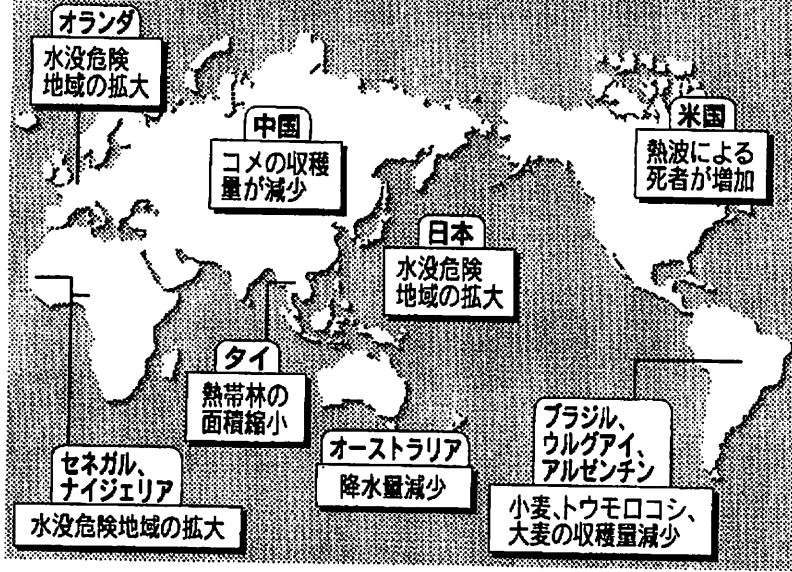 オランダ
水没危険
地域の拡大
中国
コメの収穫
量が減少
米国
熱波による
死者が増加
日本
水没危険
地域の拡大
タイ
熱帯林の
面積縮小
セネガル、
ナイジェリア
水没危険地域の拡大
オーストラリア
降水量減少
ブラジル、
ウルグアイ、
アルゼンチン
小麦、トウモロコシ、
大麦の収穫量減少